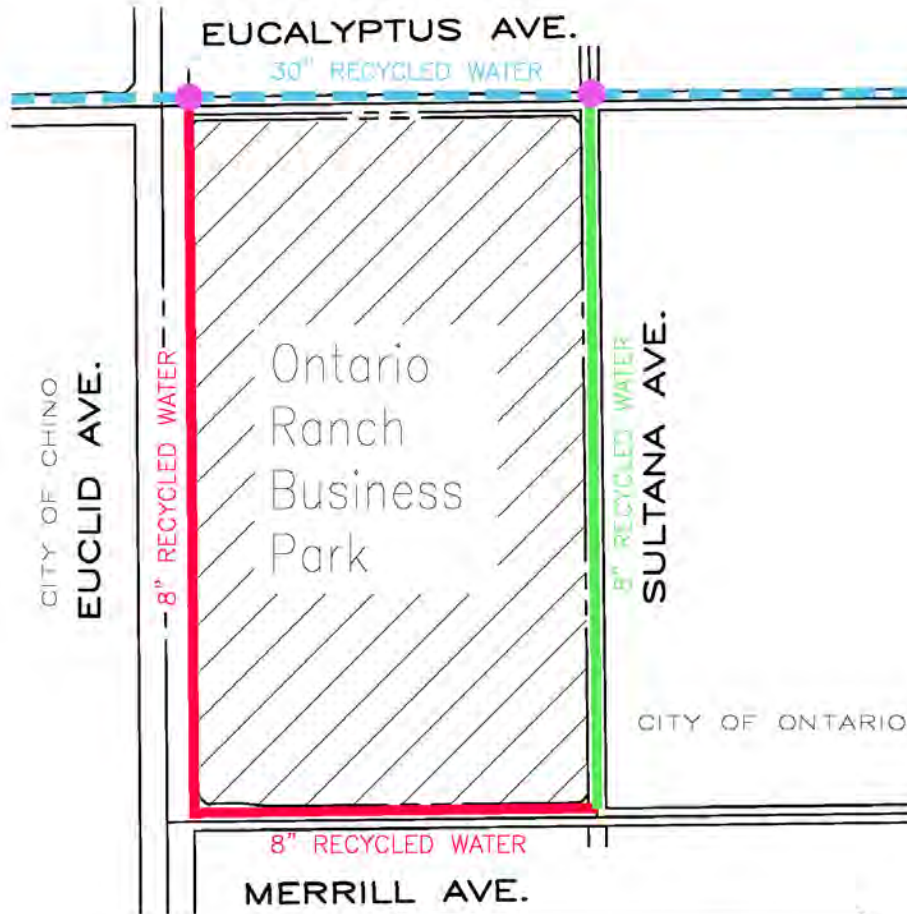 EUCALYPTUS AVE.
30" RECYCLED WATER
CITY OF CHINO
EUCLID AVE.
8" RECYCLED WATER
Ontario
Ranch
Business
Park
8" RECYCLED WATER
SULTANA AVE.
CITY OF ONTARIO
8" RECYCLED WATER
MERRILL AVE.